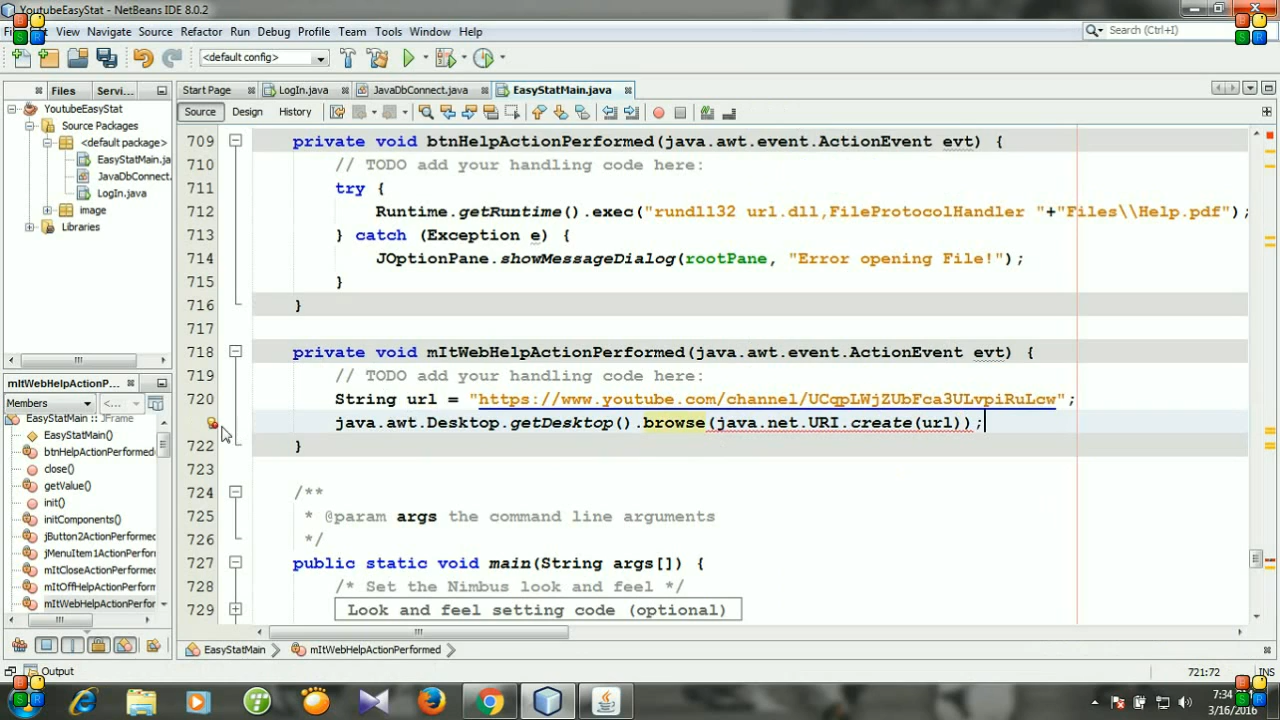 YoutubeEasyStat - NetBeans IDE 8.0.2
View Navigate Source Refactor Run Debug Profile Team Tools Window Help
Search (Ctrl+I)
<default config>
Files Servi...
Start Page LogIn.java JavaDbConnect.java EasyStatMain.java
Source Design History
YoutubeEasyStat
Source Packages
<default package>
EasyStatMain.ja
JavaDbConnect.
LogIn.java
image
Libraries
709 private void btnHelpActionPerformed(java.awt.event.ActionEvent evt) {
710 // TODO add your handling code here:
711 try {
712 Runtime.getRuntime().exec("rundll32 url.dll,FileProtocolHandler "+"Files\\Help.pdf");
713 } catch (Exception e) {
714 JOptionPane.showMessageDialog(rootPane, "Error opening File!");
715 }
716 }
717
718 private void mItWebHelpActionPerformed(java.awt.event.ActionEvent evt) {
719 // TODO add your handling code here:
720 String url = "https://www.youtube.com/channel/UCqpLWjZUbFca3ULvpiRuLcw";
java.awt.Desktop.getDesktop().browse(java.net.URI.create(url));
722 }
723
724 /**
725 * @param args the command line arguments
726 */
727 public static void main(String args[]) {
728 /* Set the Nimbus look and feel */
729 Look and feel setting code (optional)
mItWebHelpActionP...
Members <...
EasyStatMain :: JFrame
EasyStatMain()
btnHelpActionPerformed
close()
getValue()
init()
initComponents()
jButton2ActionPerformed
jMenuItem1ActionPerform
mItCloseActionPerformed
mItOffHelpActionPerform
mItWebHelpActionPerfor
EasyStatMain mItWebHelpActionPerformed
Output
721:72 INS
7:34
3/16/2016